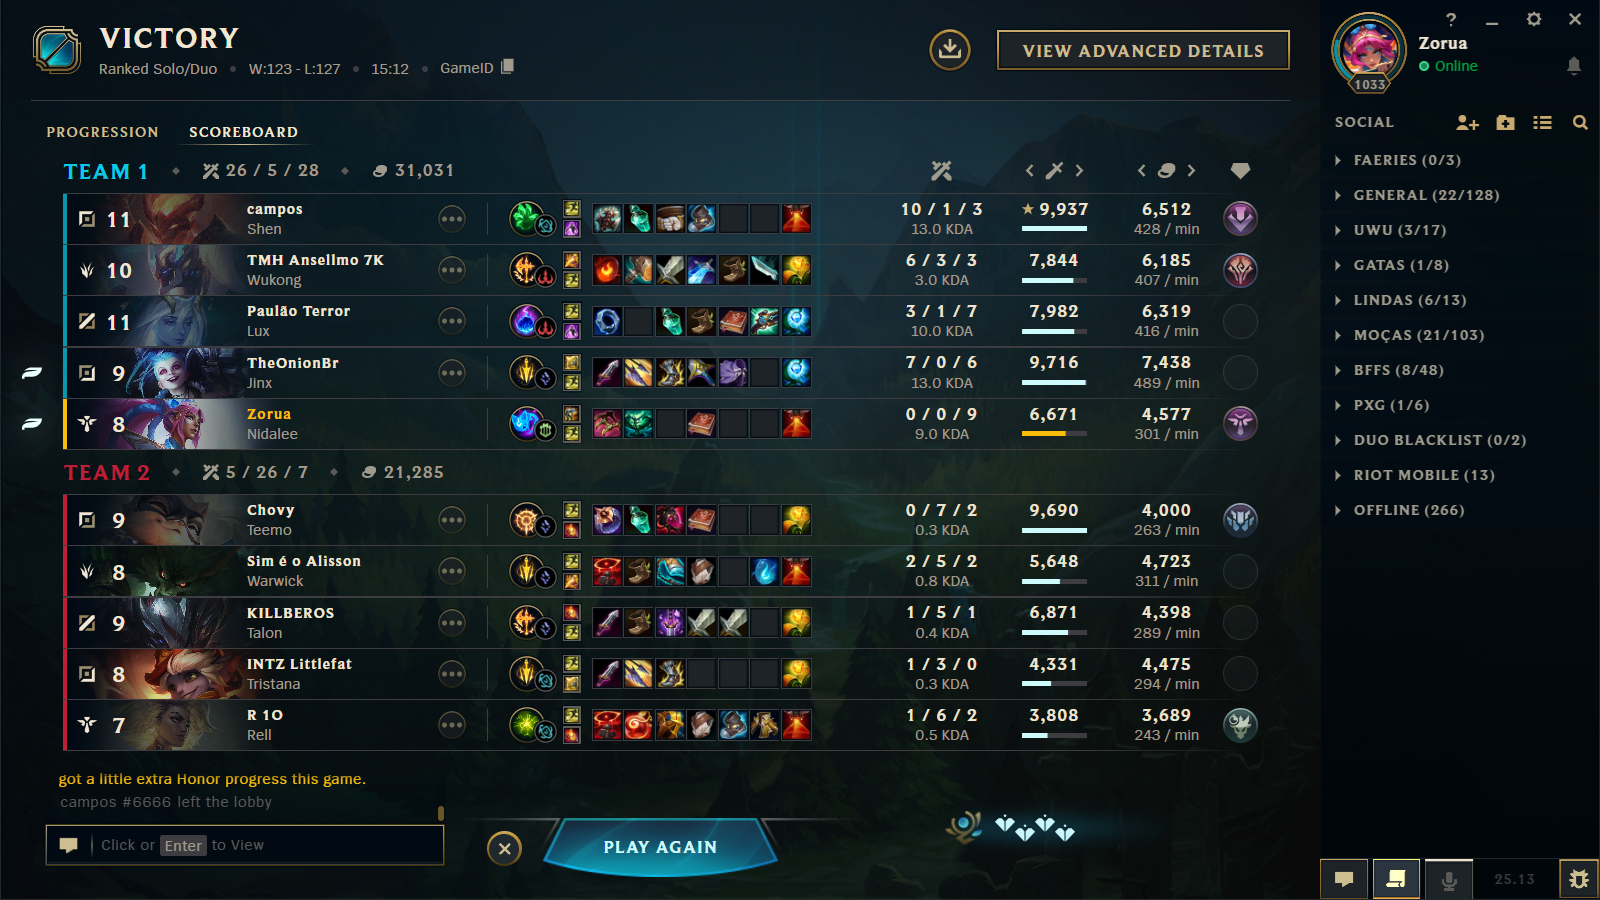 VICTORY
Ranked Solo/Duo • W:123 - L:127 • 15:12 • GameID
VIEW ADVANCED DETAILS
PROGRESSION SCOREBOARD
TEAM 1 26 / 5 / 28 31,031
11 campos Shen 10 / 1 / 3 13.0 KDA 9,937 6,512 428 / min
10 TMH Ansellmo 7K Wukong 6 / 3 / 3 3.0 KDA 7,844 6,185 407 / min
11 Paulão Terror Lux 3 / 1 / 7 10.0 KDA 7,982 6,319 416 / min
9 TheOnionBr Jinx 7 / 0 / 6 13.0 KDA 9,716 7,438 489 / min
8 Zorua Nidalee 0 / 0 / 9 9.0 KDA 6,671 4,577 301 / min
TEAM 2 5 / 26 / 7 21,285
9 Chovy Teemo 0 / 7 / 2 0.3 KDA 9,690 4,000 263 / min
8 Sim é o Alisson Warwick 2 / 5 / 2 0.8 KDA 5,648 4,723 311 / min
9 KILLBEROS Talon 1 / 5 / 1 0.4 KDA 6,871 4,398 289 / min
8 INTZ Littlefat Tristana 1 / 3 / 0 0.3 KDA 4,331 4,475 294 / min
7 R 1O Rell 1 / 6 / 2 0.5 KDA 3,808 3,689 243 / min
got a little extra Honor progress this game.
campos #6666 left the lobby
Click or Enter to View
PLAY AGAIN
?
Zorua
Online
1033
SOCIAL
FAERIES (0/3)
GENERAL (22/128)
UWU (3/17)
GATAS (1/8)
LINDAS (6/13)
MOÇAS (21/103)
BFFS (8/48)
PXG (1/6)
DUO BLACKLIST (0/2)
RIOT MOBILE (13)
OFFLINE (266)
25.13